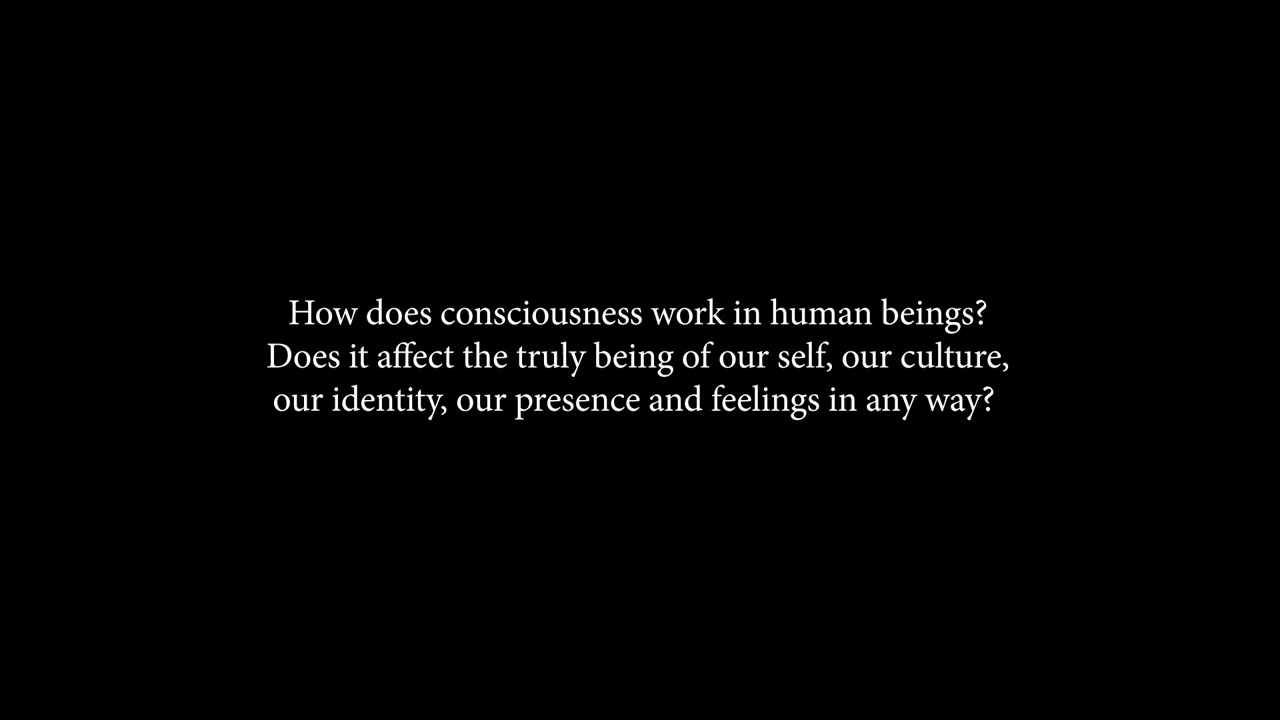 How does consciousness work in human beings?
Does it affect the truly being of our self, our culture,
our identity, our presence and feelings in any way?